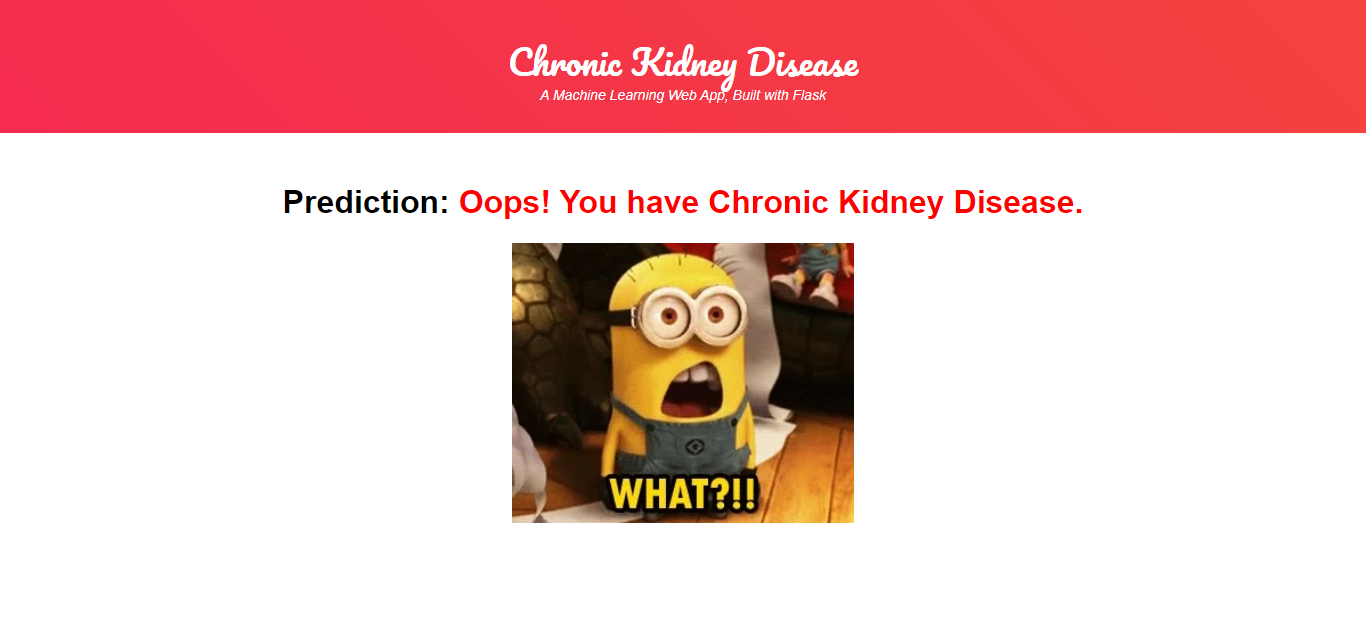 Chronic Kidney Disease
A Machine Learning Web App, Built with Flask
Prediction: Oops! You have Chronic Kidney Disease.
WHAT?!!